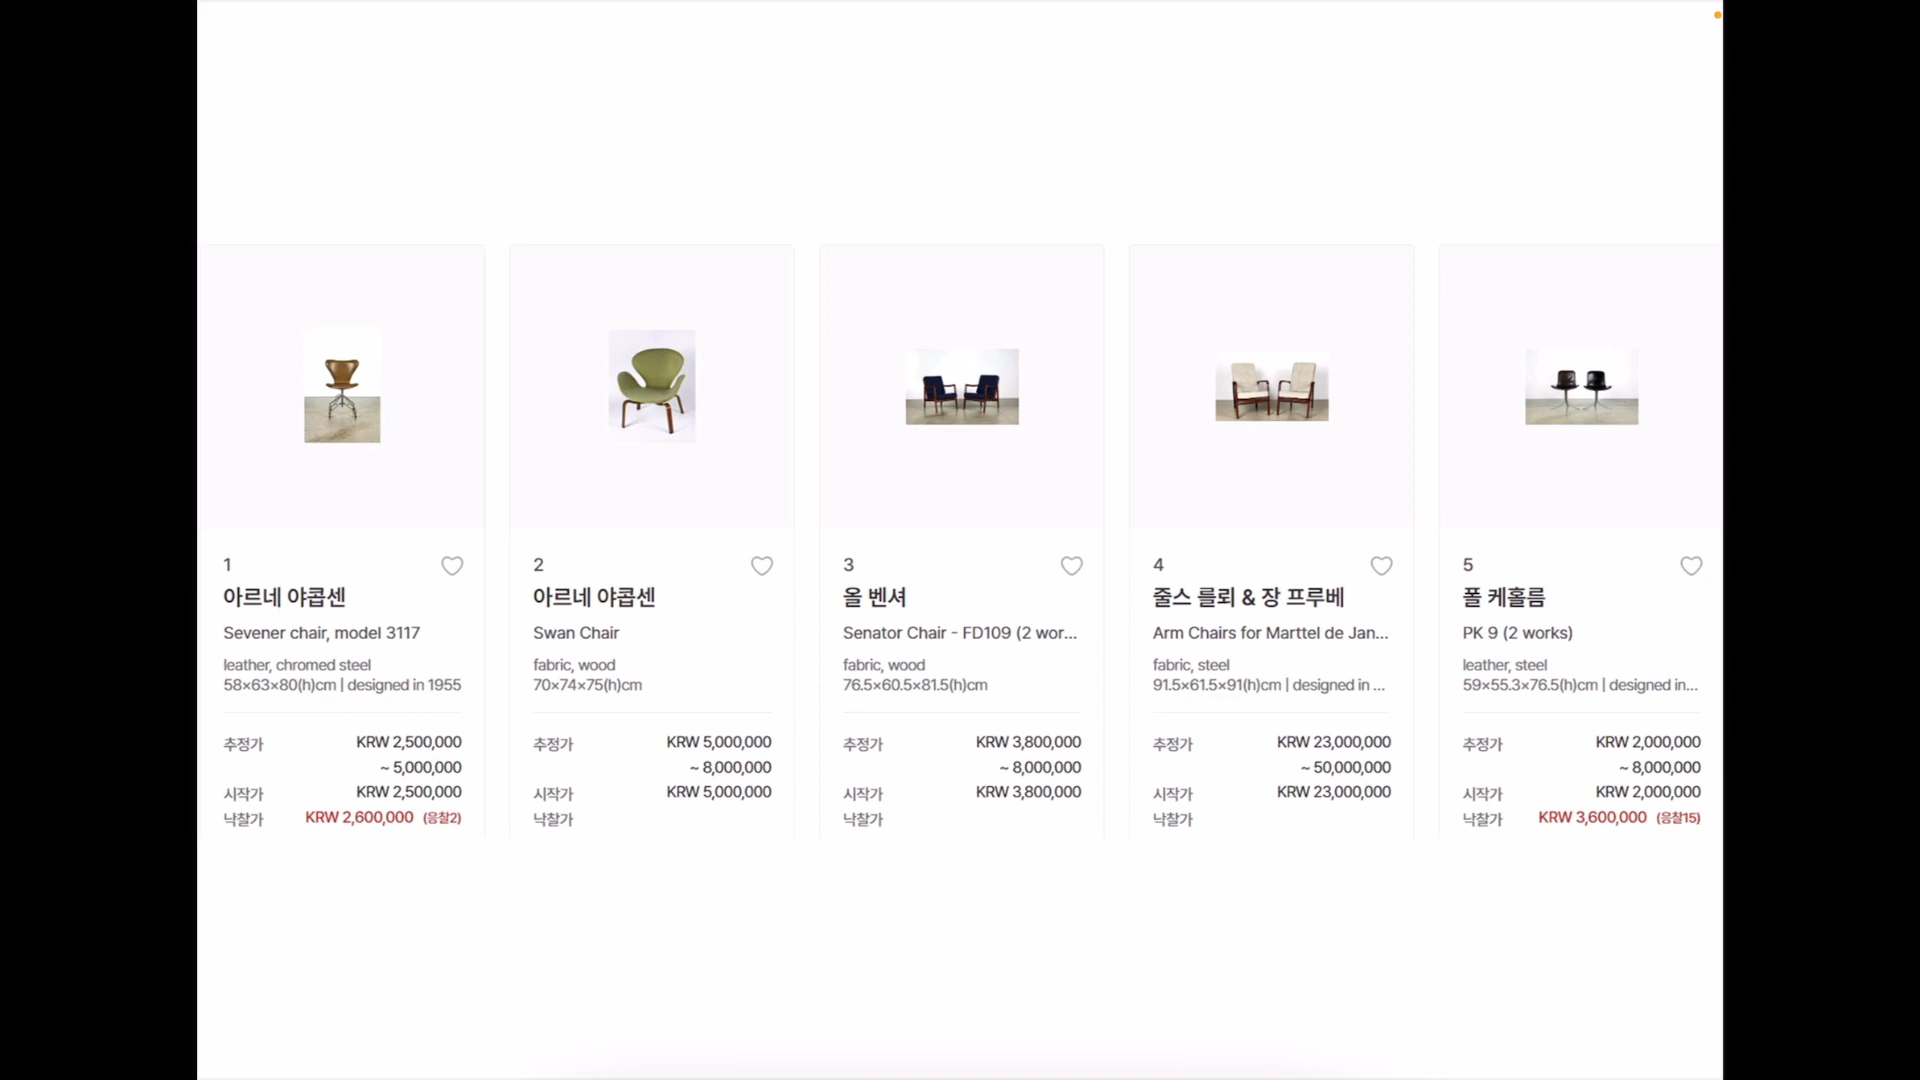 1
아르네 야콥센
Sevener chair, model 3117
leather, chromed steel
58×63×80(h)cm | designed in 1955
추정가 KRW 2,500,000
~ 5,000,000
시작가 KRW 2,500,000
낙찰가 KRW 2,600,000 (응찰2)
2
아르네 야콥센
Swan Chair
fabric, wood
70×74×75(h)cm
추정가 KRW 5,000,000
~ 8,000,000
시작가 KRW 5,000,000
낙찰가
3
올 벤셔
Senator Chair - FD109 (2 wor...
fabric, wood
76.5×60.5×81.5(h)cm
추정가 KRW 3,800,000
~ 8,000,000
시작가 KRW 3,800,000
낙찰가
4
줄스 를뢰 & 장 프루베
Arm Chairs for Marttel de Jan...
fabric, steel
91.5×61.5×91(h)cm | designed in ...
추정가 KRW 23,000,000
~ 50,000,000
시작가 KRW 23,000,000
낙찰가
5
폴 케홀름
PK 9 (2 works)
leather, steel
59×55.3×76.5(h)cm | designed in...
추정가 KRW 2,000,000
~ 8,000,000
시작가 KRW 2,000,000
낙찰가 KRW 3,600,000 (응찰15)